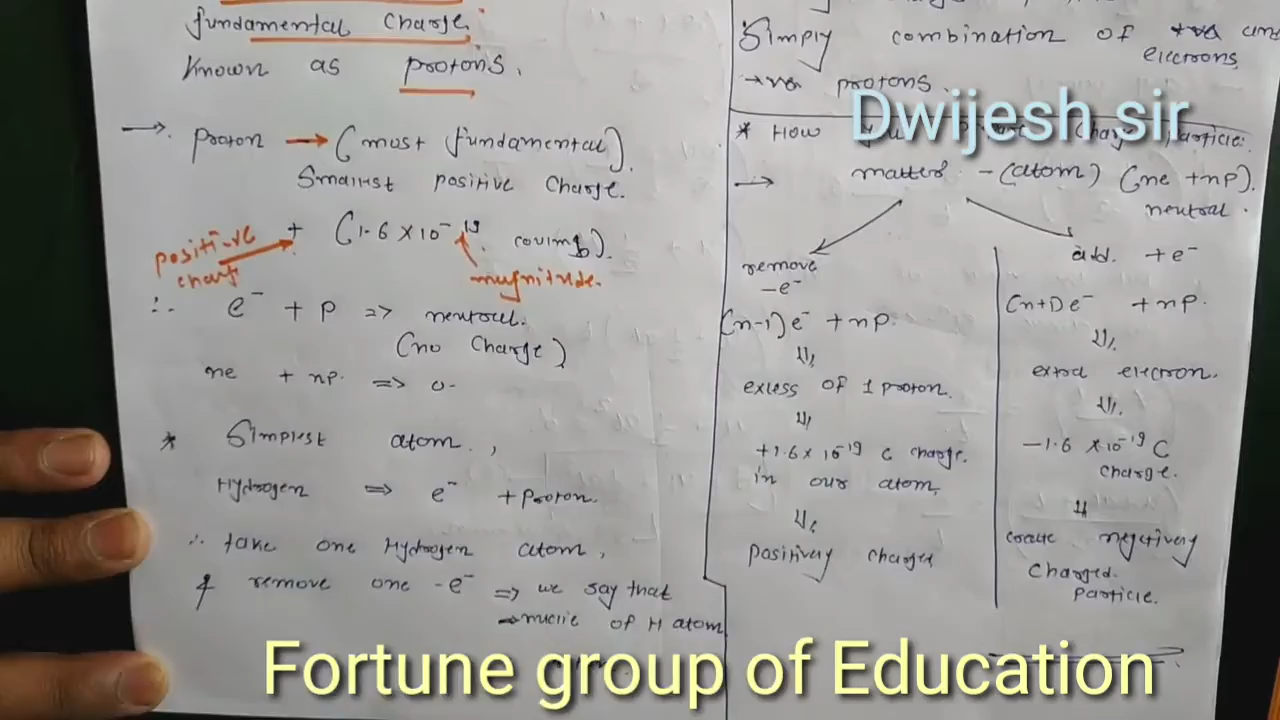 fundamental charge.
known as protons.
→ proton → (most fundamental).
Smallest positive charge.
+ (1.6 × 10⁻¹⁹
positive
magnitude.
∴ e⁻ + p => neutral.
(no charge)
ne + np. => 0.
* Simplest atom.,
Hydrogen => e⁻ + proton.
∴ take one Hydrogen atom,
& remove one -e⁻ => we say that
of H atom
Simply combination of +ve and
electrons
protons.
Dwijesh sir
* How
→ matter - (atom) (ne + np).
neutral.
remove
-e⁻
(n-1)e⁻ + np.
excess of 1 proton.
+1.6 × 10⁻¹⁹ C charge.
in our atom.
positively charged
add. + e⁻
(n+1)e⁻ + np.
extra electron.
-1.6 × 10⁻¹⁹ C
charge.
negatively
charged.
particle.
Fortune group of Education